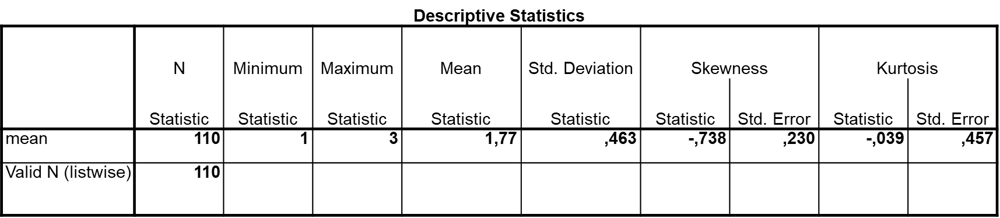 Descriptive Statistics
N Minimum Maximum Mean Std. Deviation Skewness Kurtosis
Statistic Statistic Statistic Statistic Statistic Statistic Std. Error Statistic Std. Error
mean 110 1 3 1,77 ,463 -,738 ,230 -,039 ,457
Valid N (listwise) 110